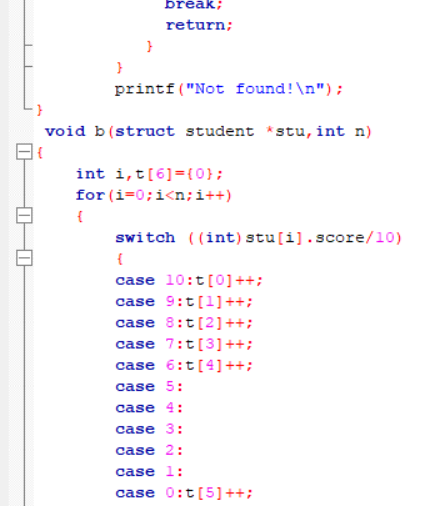 break;
return;
}
}
printf("Not found!\n");
}
void b(struct student *stu,int n)
{
int i,t[6]={0};
for(i=0;i<n;i++)
{
switch ((int)stu[i].score/10)
{
case 10:t[0]++;
case 9:t[1]++;
case 8:t[2]++;
case 7:t[3]++;
case 6:t[4]++;
case 5:
case 4:
case 3:
case 2:
case 1:
case 0:t[5]++;